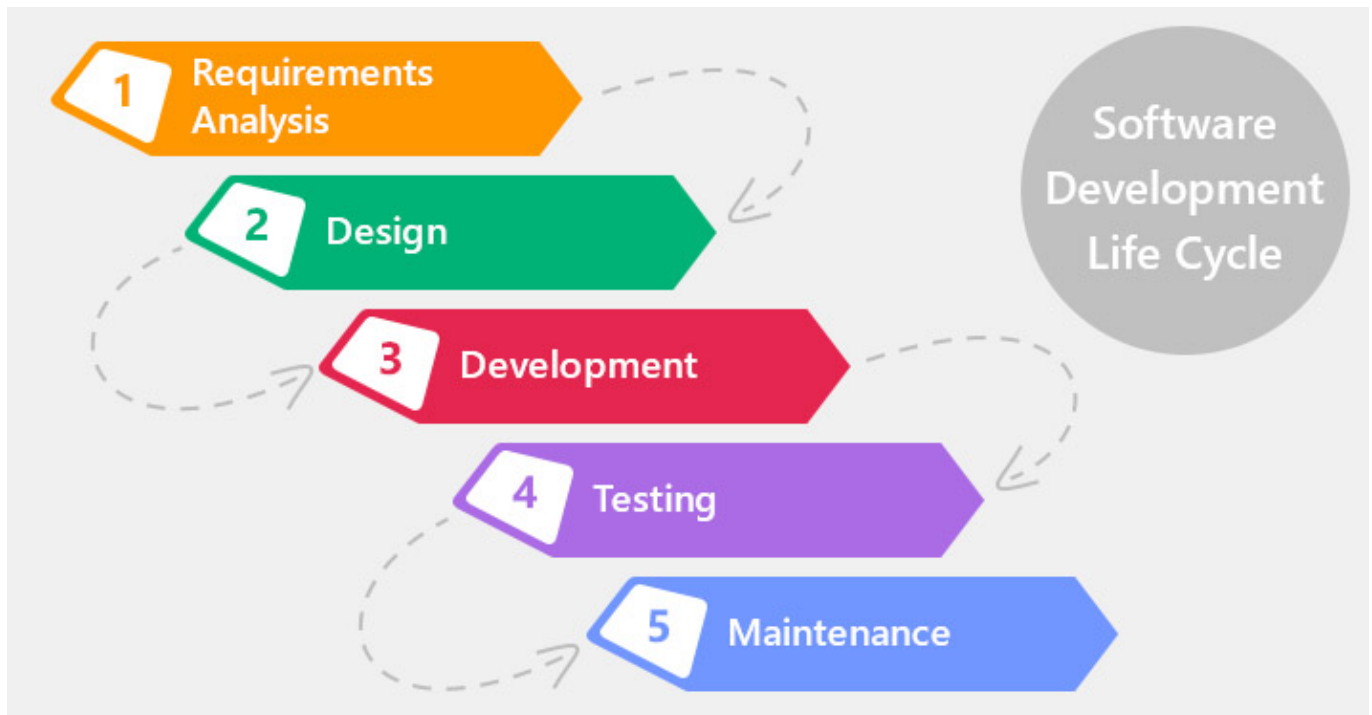 1
Requirements
Analysis
2
Design
3
Development
4
Testing
5
Maintenance
Software
Development
Life Cycle